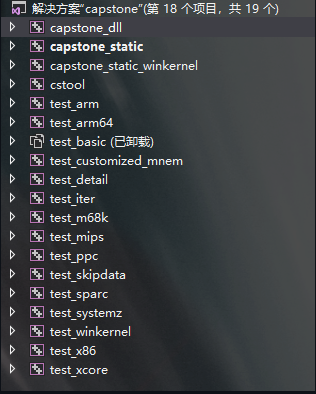 解决方案"capstone"(第 18 个项目，共 19 个)
capstone_dll
capstone_static
capstone_static_winkernel
cstool
test_arm
test_arm64
test_basic (已卸载)
test_customized_mnem
test_detail
test_iter
test_m68k
test_mips
test_ppc
test_skipdata
test_sparc
test_systemz
test_winkernel
test_x86
test_xcore